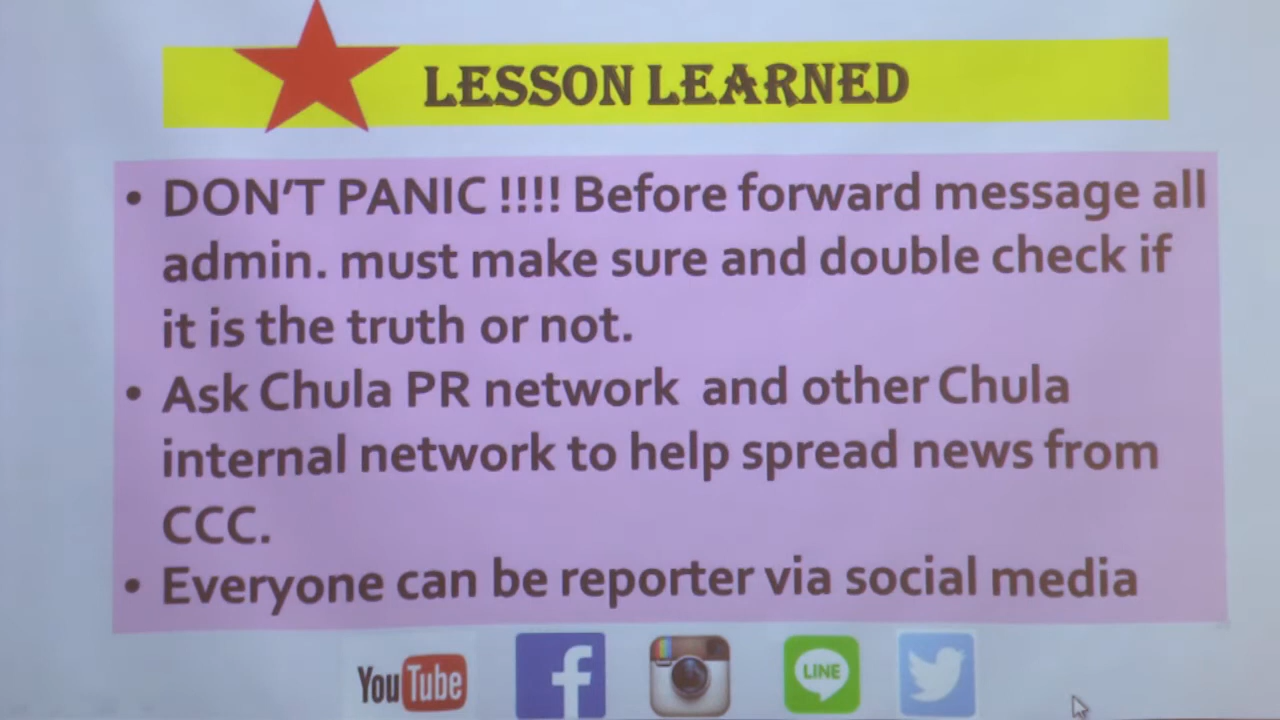 LESSON LEARNED
• DON'T PANIC !!!! Before forward message all
admin. must make sure and double check if
it is the truth or not.
• Ask Chula PR network and other Chula
internal network to help spread news from
CCC.
• Everyone can be reporter via social media
YouTube
f
LINE